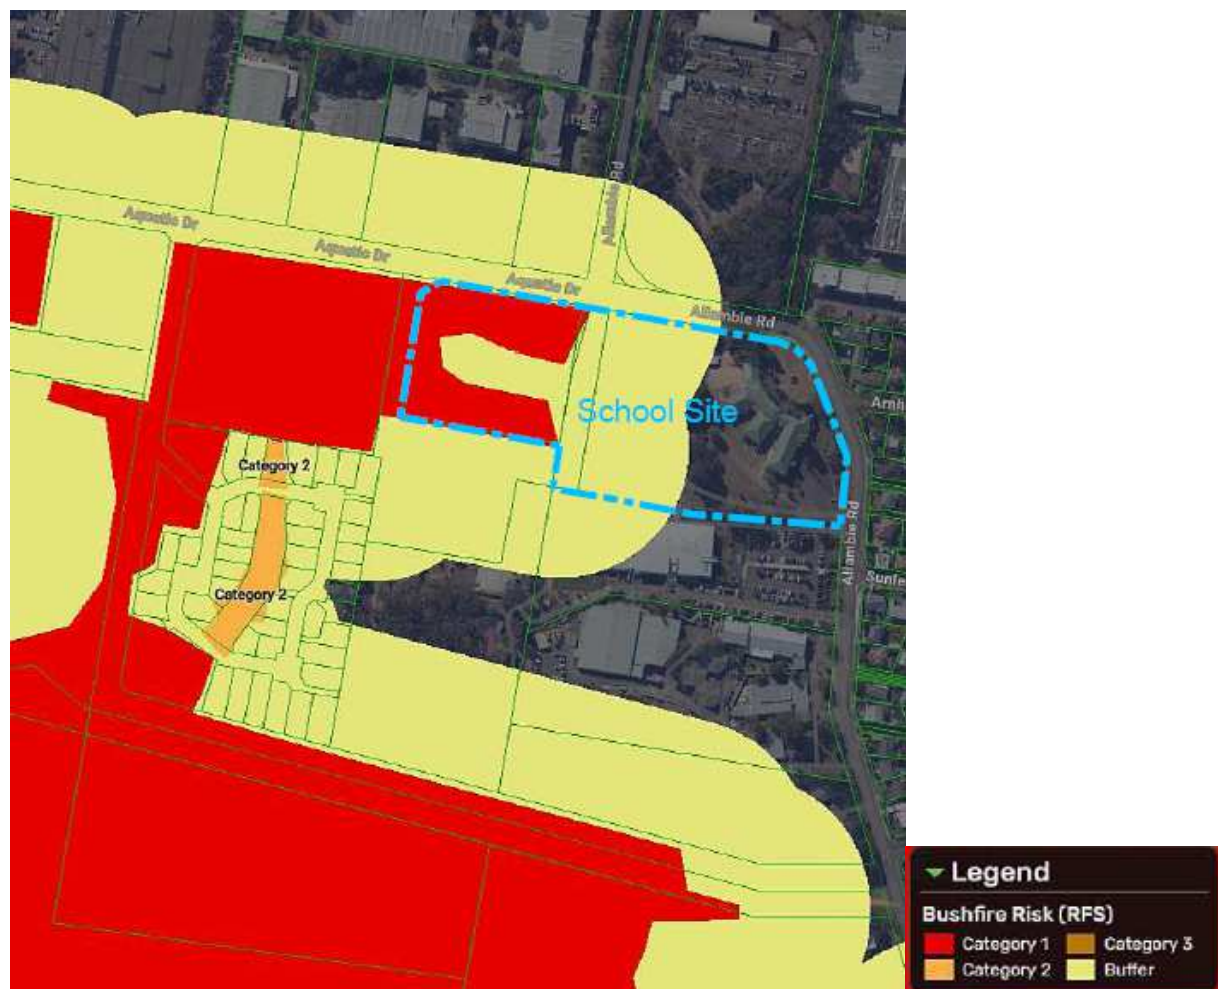 Allambie Rd
Aquatic Dr
Aquatic Dr
Aquatic Dr
Allambie Rd
School Site
Category 2
Allambie Rd
Category 2
Legend
Bushfire Risk (RFS)
Category 1
Category 3
Category 2
Buffer